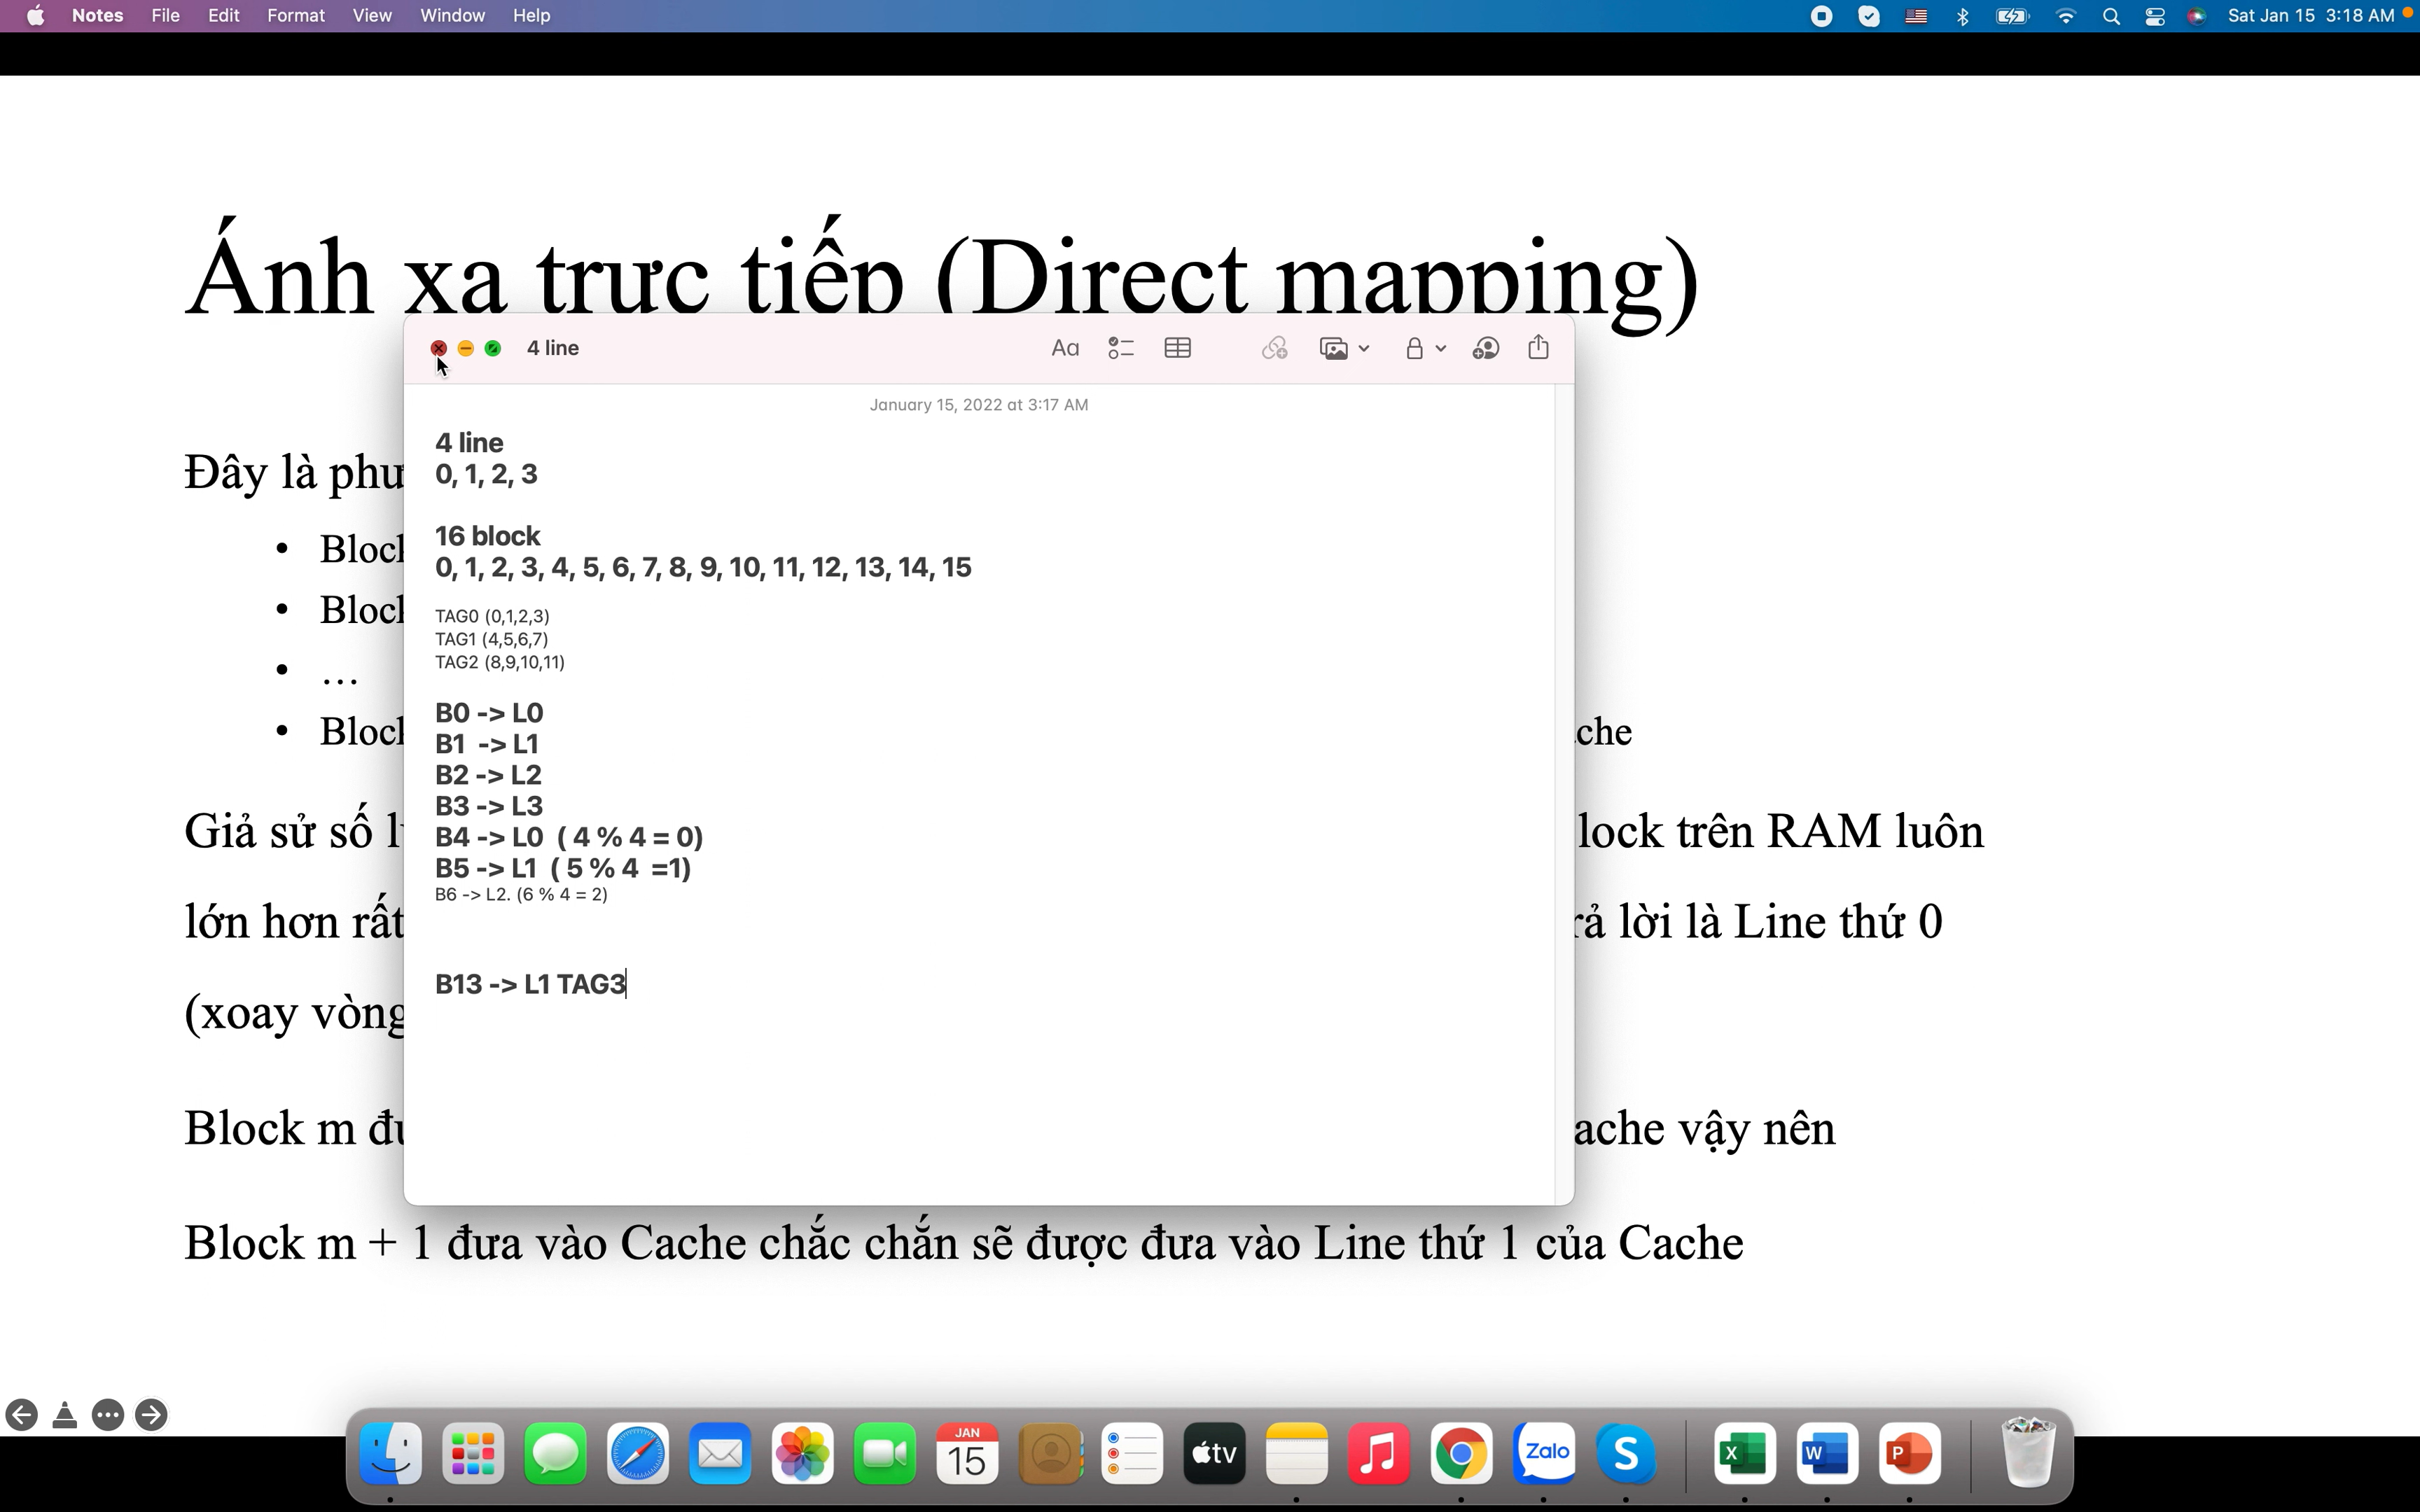 Notes File Edit Format View Window Help Sat Jan 15 3:18 AM
Ánh xạ trực tiếp (Direct mapping)
4 line Aa
January 15, 2022 at 3:17 AM
4 line
0, 1, 2, 3
16 block
0, 1, 2, 3, 4, 5, 6, 7, 8, 9, 10, 11, 12, 13, 14, 15
TAG0 (0,1,2,3)
TAG1 (4,5,6,7)
TAG2 (8,9,10,11)
B0 -> L0
B1 -> L1
B2 -> L2
B3 -> L3
B4 -> L0 ( 4 % 4 = 0)
B5 -> L1 ( 5 % 4 =1)
B6 -> L2. (6 % 4 = 2)
B13 -> L1 TAG3
Đây là
• Block
• Block
• …
• Block
Giả sử số trên RAM luôn
lớn hơn rất lời là Line thứ 0
(xoay vòng
Block m vậy nên
Block m + 1 đưa vào Cache chắc chắn sẽ được đưa vào Line thứ 1 của Cache
JAN
15
tv
Zalo
S
X
W
P